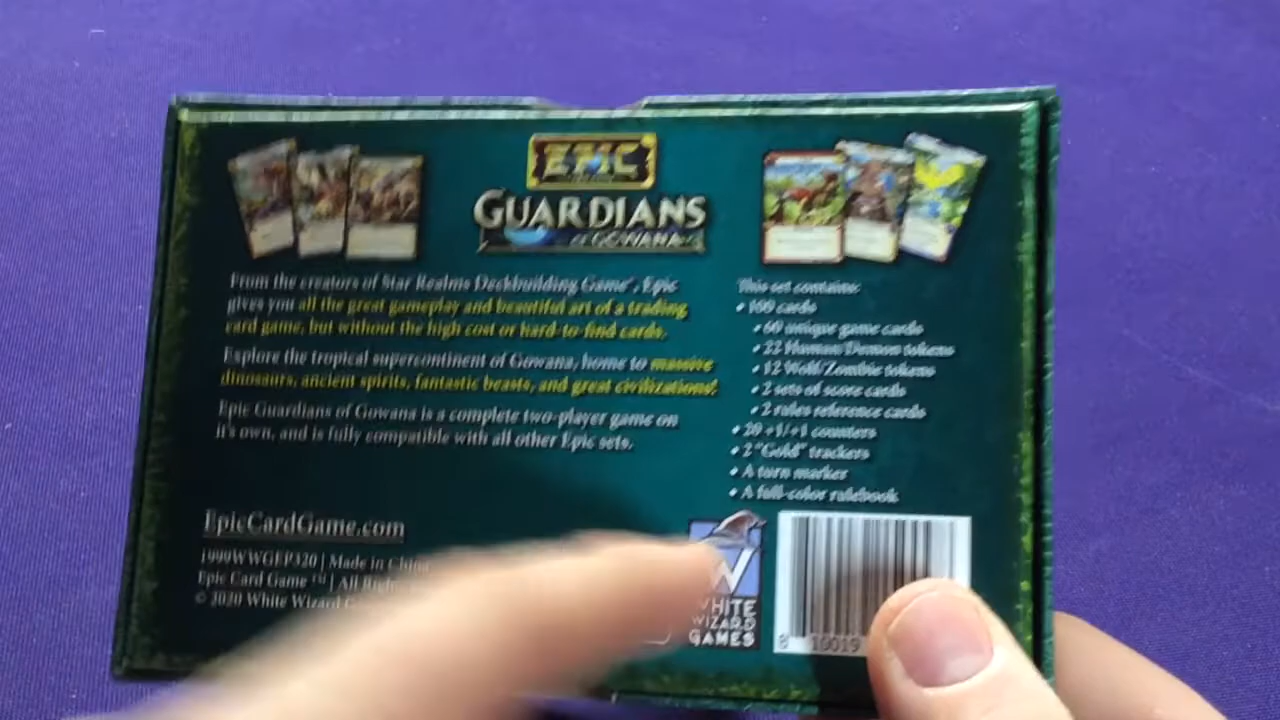 EPIC
GUARDIANS
OF GOWANA
From the creators of Star Realms Deckbuilding Game®, Epic
gives you all the great gameplay and beautiful art of a trading
card game, but without the high cost or hard-to-find cards.
Explore the tropical supercontinent of Gowana, home to massive
dinosaurs, ancient spirits, fantastic beasts, and great civilizations!
Epic Guardians of Gowana is a complete two-player game on
it's own, and is fully compatible with all other Epic sets.
This set contains:
• 100 cards
• 60 unique game cards
• 22 Human/Demon tokens
• 12 Wolf/Zombie tokens
• 2 sets of score cards
• 2 rules reference cards
• 20 +1/+1 counters
• 2 "Gold" trackers
• A turn marker
• A full-color rulebook
EpicCardGame.com
1999WWGEP320 | Made in China
Epic Card Game ™ | All
© 2020 White Wizard
W
WHITE
WIZARD
GAMES
8 10019